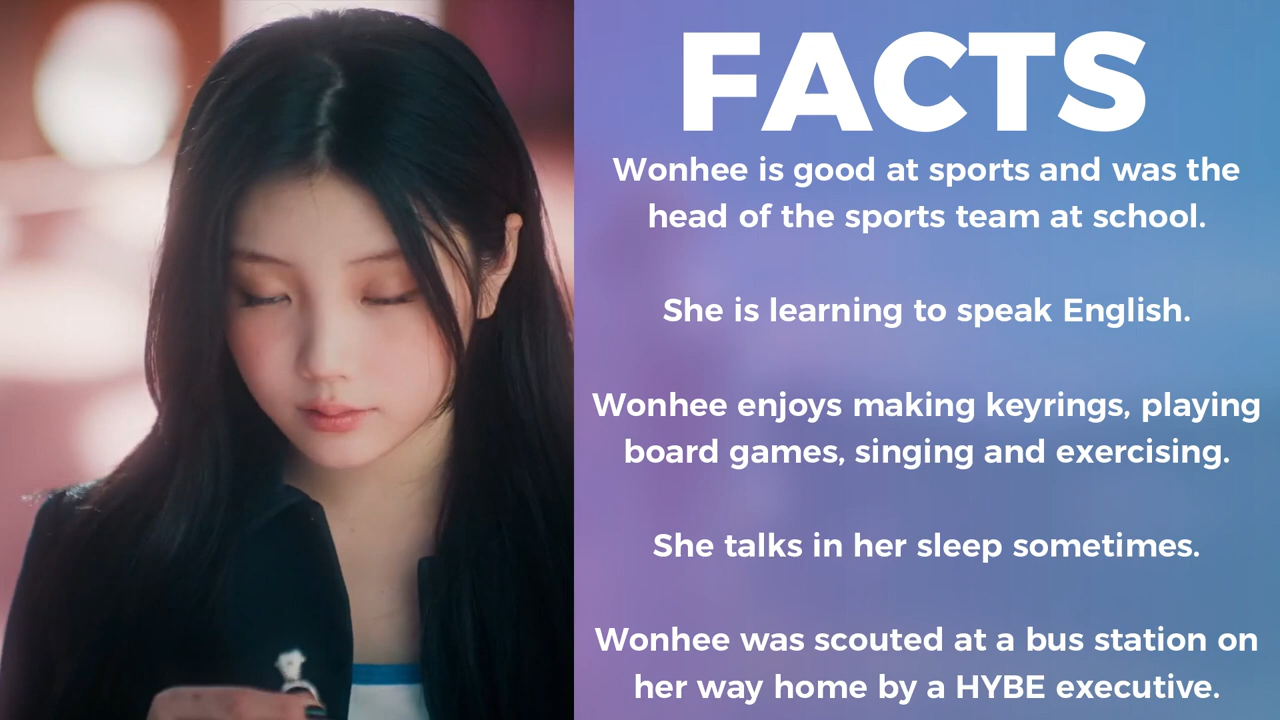 FACTS
Wonhee is good at sports and was the
head of the sports team at school.
She is learning to speak English.
Wonhee enjoys making keyrings, playing
board games, singing and exercising.
She talks in her sleep sometimes.
Wonhee was scouted at a bus station on
her way home by a HYBE executive.